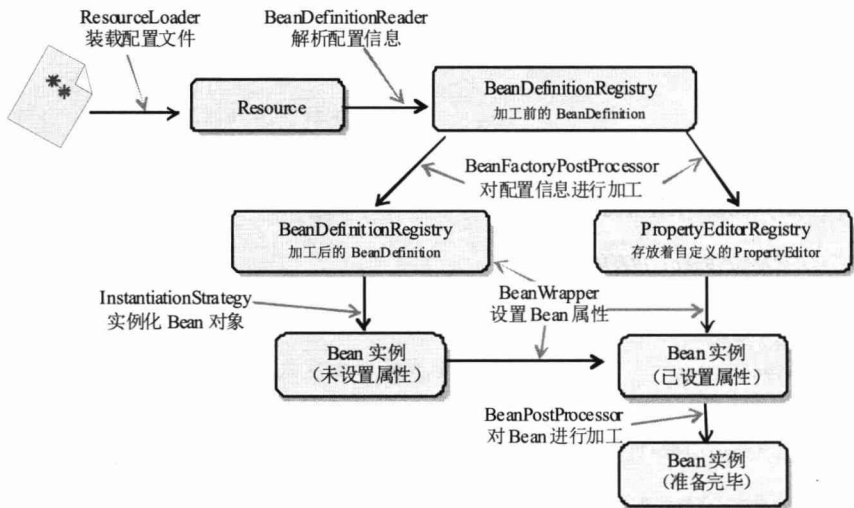 ResourceLoader
装载配置文件
BeanDefinitionReader
解析配置信息
**
Resource
BeanDefinitionRegistry
加工前的 BeanDefinition
BeanFactoryPostProcessor
对配置信息进行加工
BeanDefinitionRegistry
加工后的 BeanDefinition
PropertyEditorRegistry
存放着自定义的 PropertyEditor
InstantiationStrategy
实例化 Bean 对象
BeanWrapper
设置 Bean 属性
Bean 实例
（未设置属性）
Bean 实例
（已设置属性）
BeanPostProcessor
对 Bean 进行加工
Bean 实例
（准备完毕）